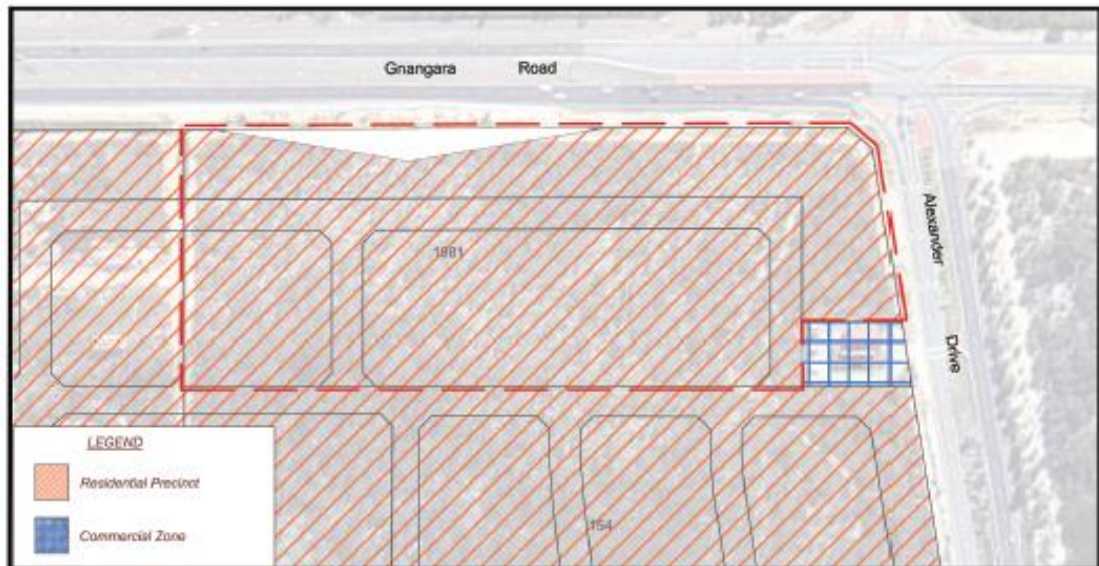 Gnangara Road
Alexander
Drive
1981
154
LEGEND
Residential Precinct
Commercial Zone